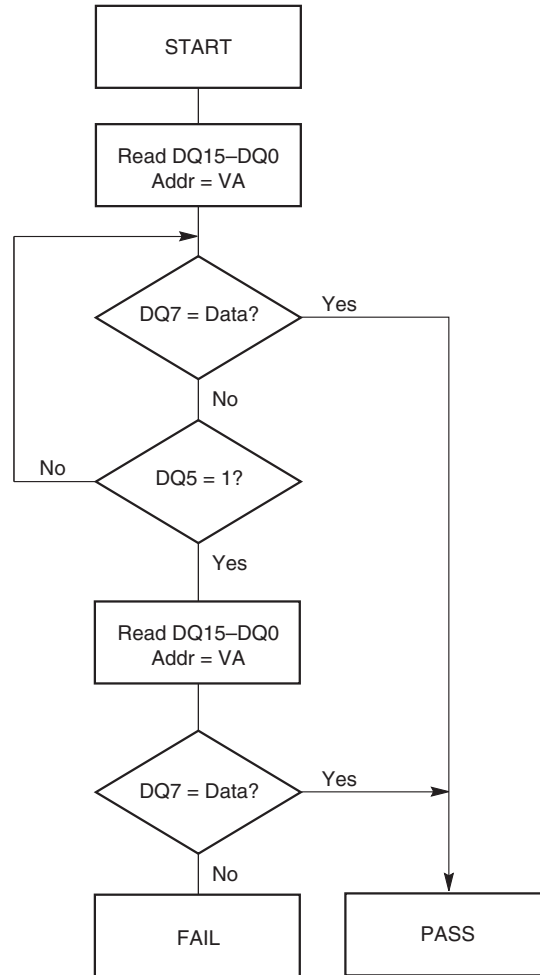 START
Read DQ15–DQ0
Addr = VA
DQ7 = Data?
Yes
No
No
DQ5 = 1?
Yes
Read DQ15–DQ0
Addr = VA
DQ7 = Data?
Yes
No
FAIL
PASS